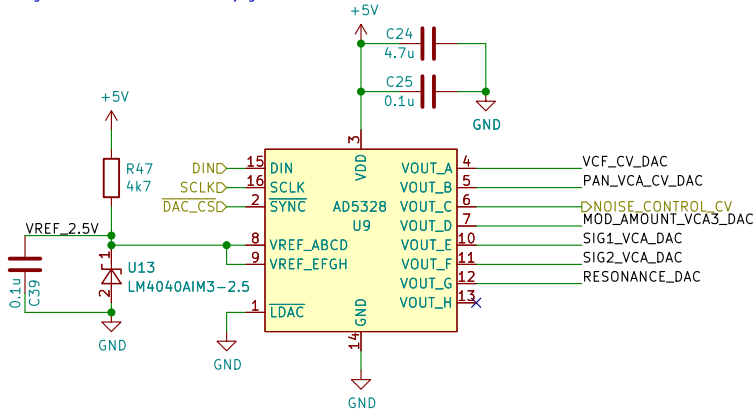 +5V
C24
4.7u
C25
0.1u
GND
+5V
R47
4k7
VREF_2.5V
0.1u
C39
1
2
U13
LM4040AIM3-2.5
GND
DIN
SCLK
DAC_CS
15
16
2
8
9
1
GND
3
VDD
DIN
SCLK
SYNC
VREF_ABCD
VREF_EFGH
LDAC
AD5328
U9
VOUT_A
VOUT_B
VOUT_C
VOUT_D
VOUT_E
VOUT_F
VOUT_G
VOUT_H
GND
14
GND
4
5
6
7
10
11
12
13
VCF_CV_DAC
PAN_VCA_CV_DAC
NOISE_CONTROL_CV
MOD_AMOUNT_VCA3_DAC
SIG1_VCA_DAC
SIG2_VCA_DAC
RESONANCE_DAC